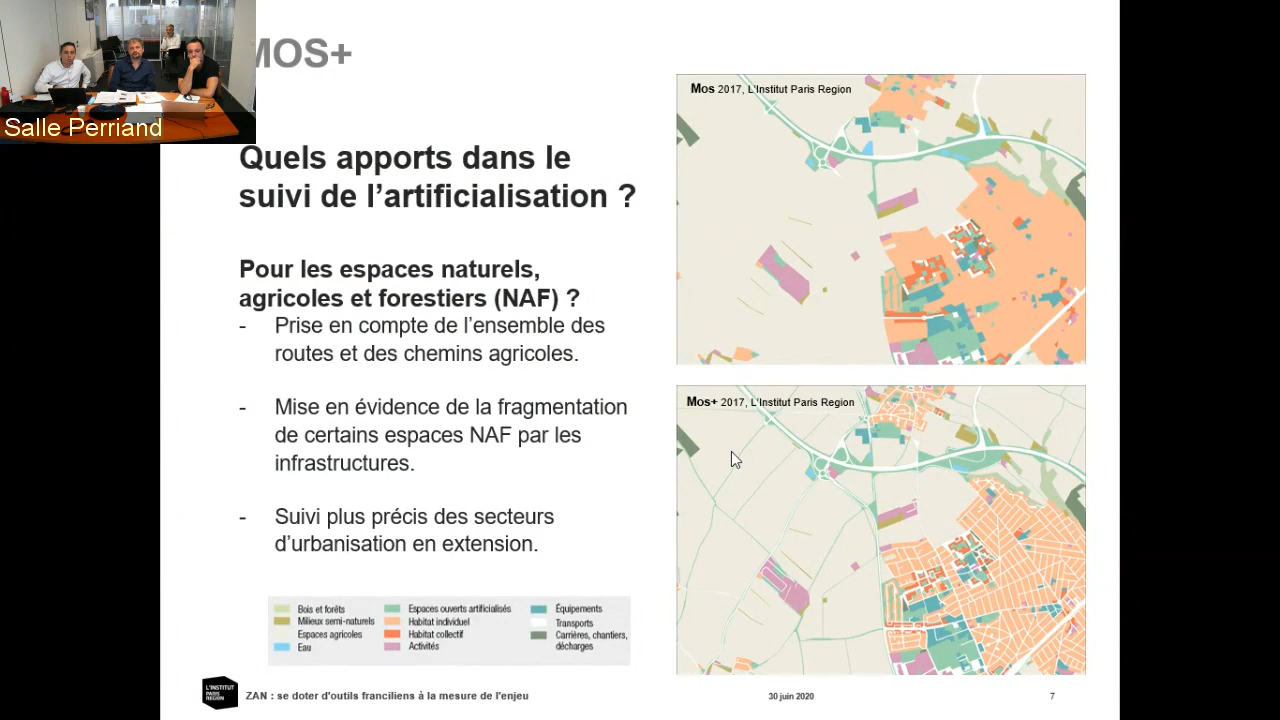 MOS+
Salle Perriand
Quels apports dans le
suivi de l’artificialisation ?
Pour les espaces naturels,
agricoles et forestiers (NAF) ?
- Prise en compte de l’ensemble des
routes et des chemins agricoles.
- Mise en évidence de la fragmentation
de certains espaces NAF par les
infrastructures.
- Suivi plus précis des secteurs
d’urbanisation en extension.
Mos 2017, L'Institut Paris Region
Mos+ 2017, L'Institut Paris Region
Bois et forêts
Milieux semi-naturels
Espaces agricoles
Eau
Espaces ouverts artificialisés
Habitat individuel
Habitat collectif
Activités
Équipements
Transports
Carrières, chantiers,
décharges
L'INSTITUT
PARIS
REGION
ZAN : se doter d'outils franciliens à la mesure de l'enjeu
30 juin 2020
7